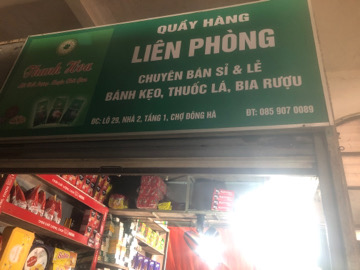 QUẦY HÀNG
LIÊN PHÒNG
CHUYÊN BÁN SỈ & LẺ
BÁNH KẸO, THUỐC LÁ, BIA RƯỢU
ĐC: LÔ 29, NHÀ 2, TẦNG 1, CHỢ ĐÔNG HÀ
ĐT: 085 987 0089
Thanh Hoa